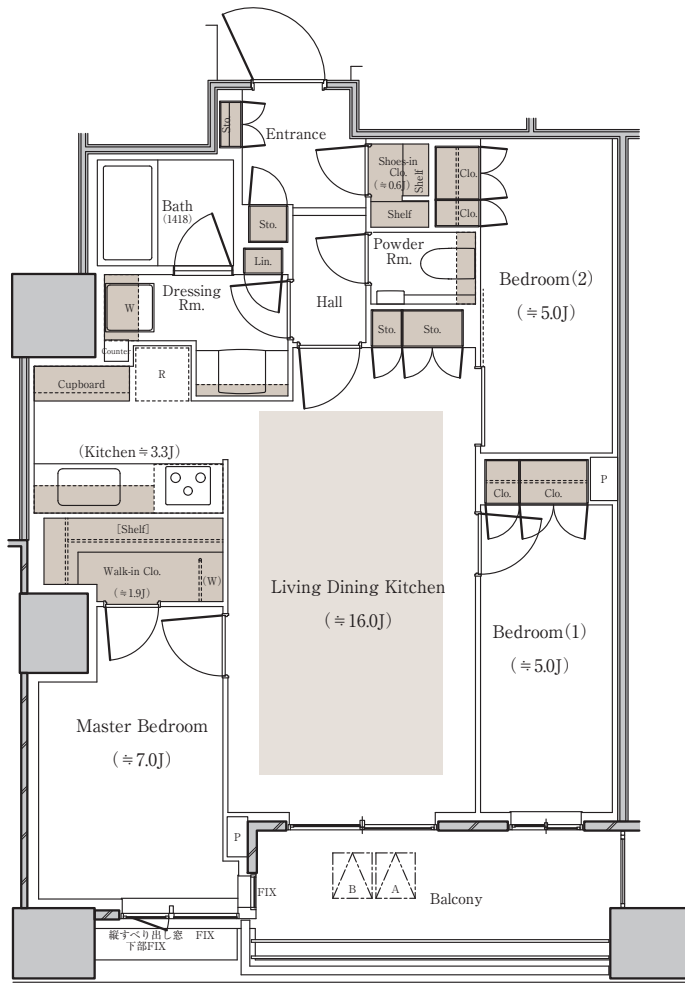 Sto.
Entrance
Shoes-in
Clo.
(≒0.6J)
Shelf
Clo.
Bath
(1418)
Sto.
Shelf
Clo.
Powder
Rm.
Lin.
Dressing
Rm.
W
Hall
Bedroom(2)
(≒5.0J)
Counter
Sto.
Sto.
R
Cupboard
(Kitchen≒3.3J)
P
Clo.
Clo.
[Shelf]
Walk-in Clo.
(≒1.9J)
(W)
Living Dining Kitchen
(≒16.0J)
Bedroom(1)
(≒5.0J)
Master Bedroom
(≒7.0J)
P
FIX
B
A
Balcony
縦すべり出し窓 FIX
下部FIX